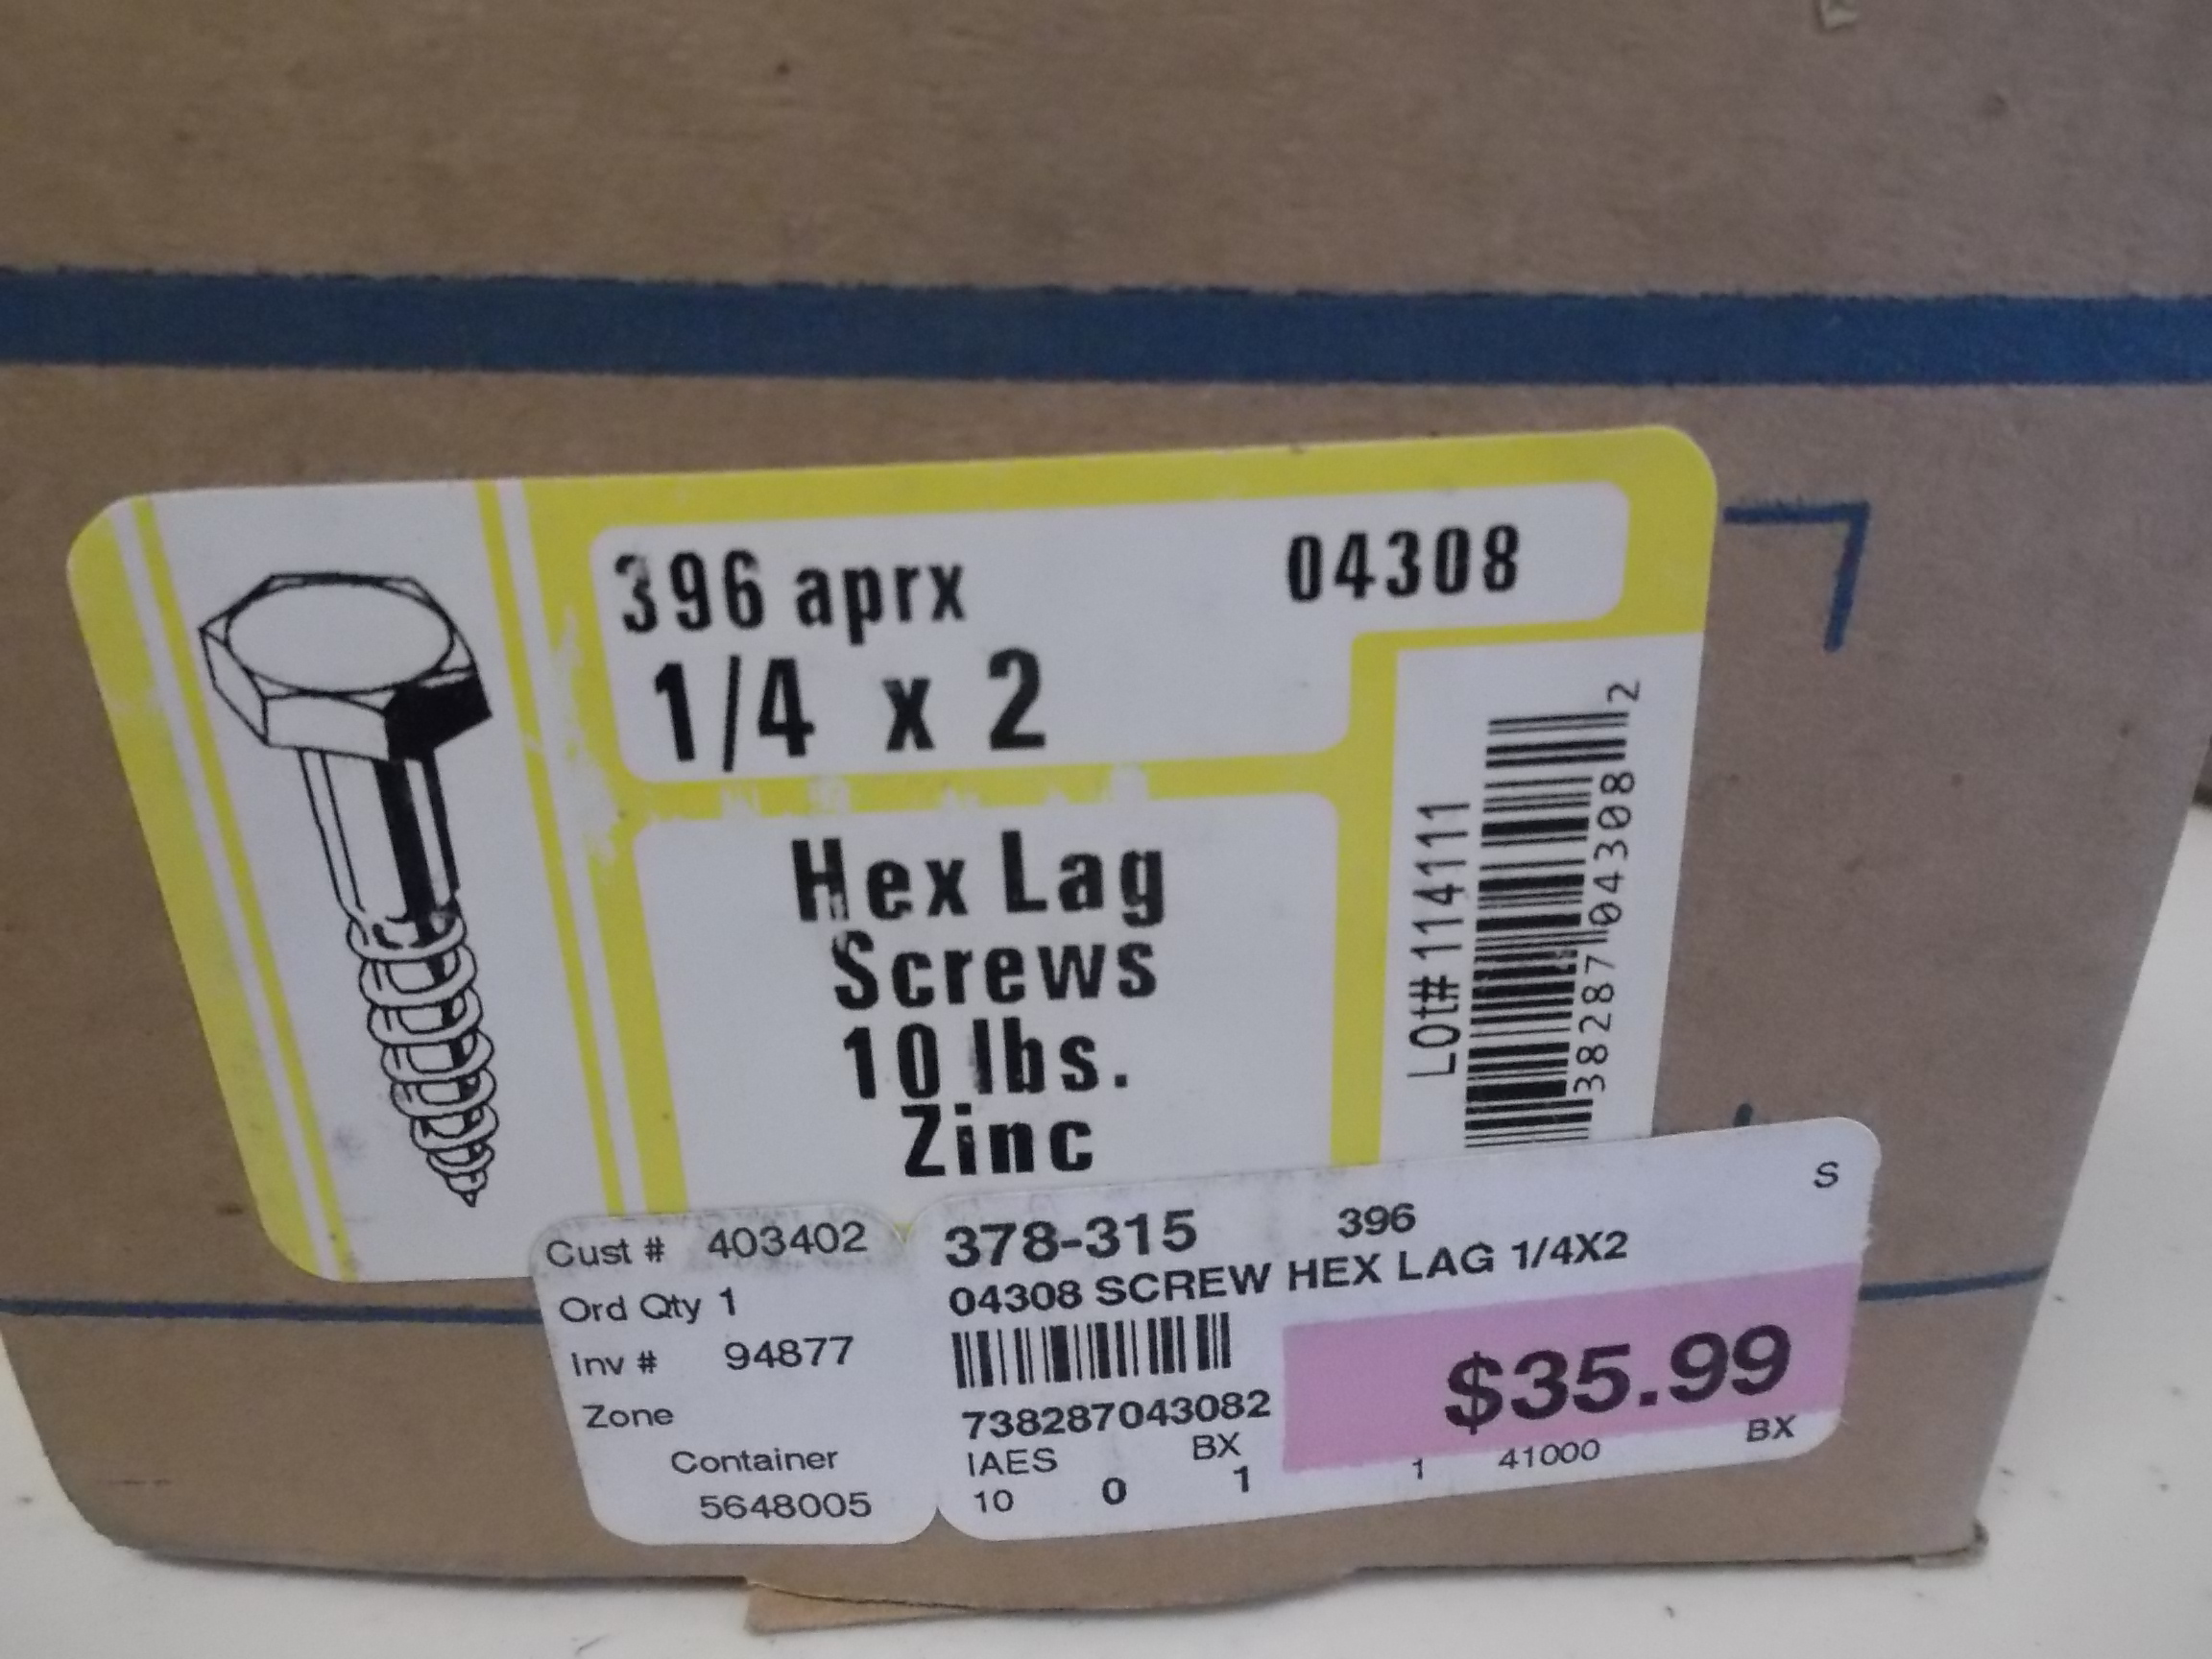 396 aprx 04308
1/4 x 2
Hex Lag
Screws
10 lbs.
Zinc
Lot# 114111
38287 04308 2
Cust # 403402
Ord Qty 1
Inv # 94877
Zone
Container
5648005
378-315 396 S
04308 SCREW HEX LAG 1/4X2
738287043082
$35.99
IAES BX
10 0 1
1 41000 BX